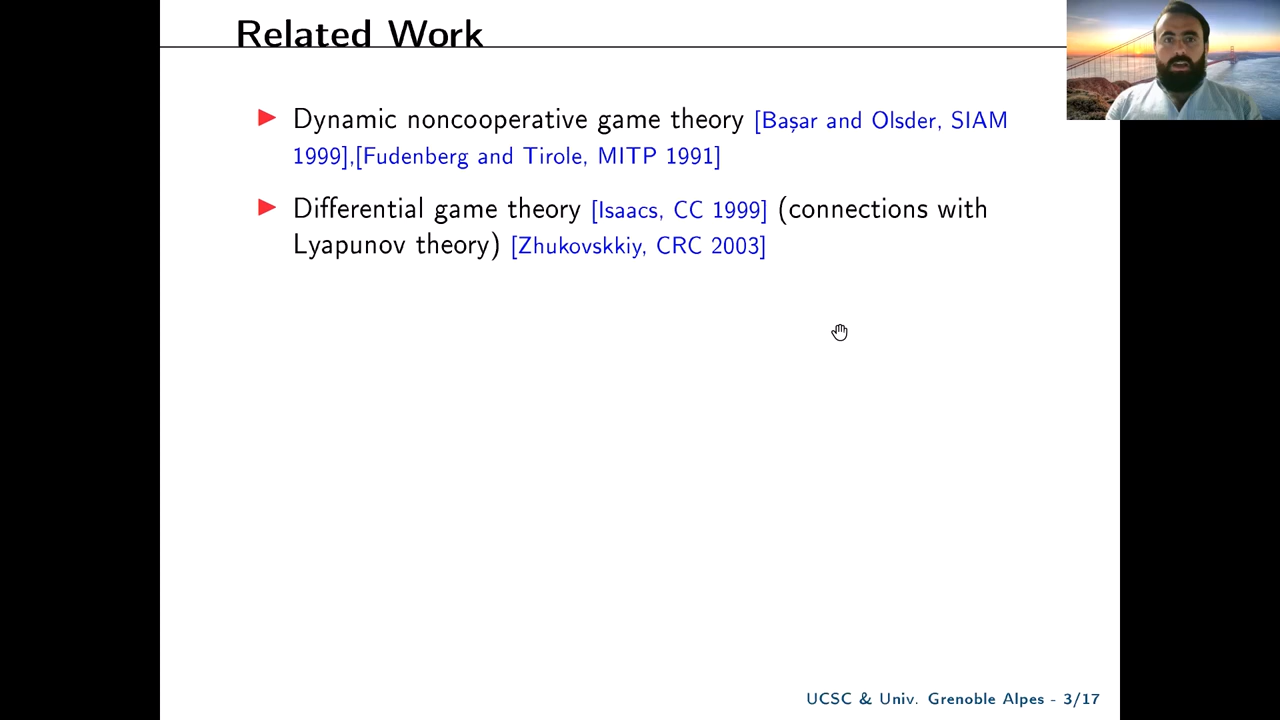 Related Work
Dynamic noncooperative game theory [Başar and Olsder, SIAM
1999],[Fudenberg and Tirole, MITP 1991]
Differential game theory [Isaacs, CC 1999] (connections with
Lyapunov theory) [Zhukovskkiy, CRC 2003]
UCSC & Univ. Grenoble Alpes - 3/17